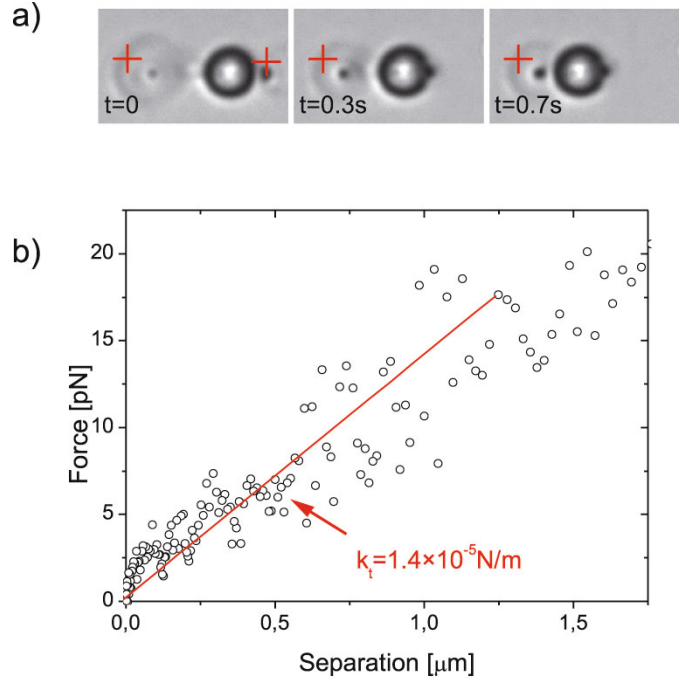 a)
t=0
t=0.3s
t=0.7s
b)
Force [pN]
20
15
10
5
0
k_t=1.4×10^-5N/m
0,0
0,5
1,0
1,5
Separation [μm]